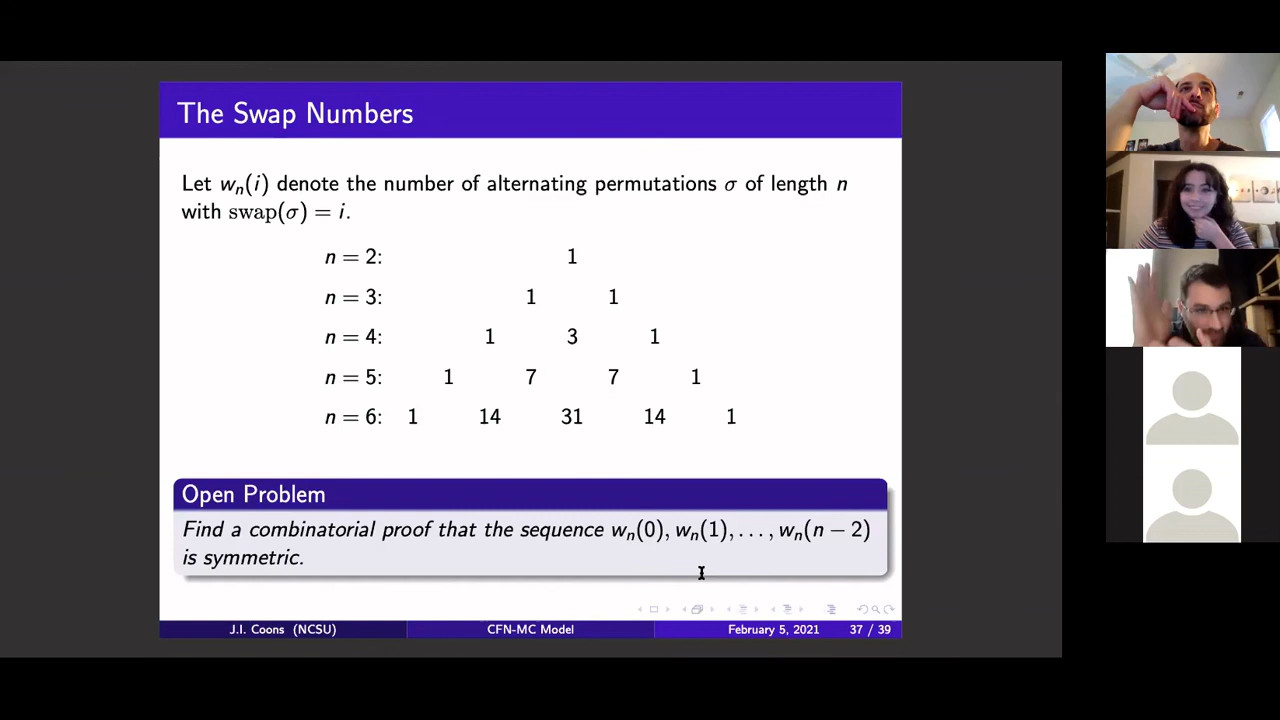 The Swap Numbers
Let wₙ(i) denote the number of alternating permutations σ of length n
with swap(σ) = i.
n = 2: 1
n = 3: 1 1
n = 4: 1 3 1
n = 5: 1 7 7 1
n = 6: 1 14 31 14 1
Open Problem
Find a combinatorial proof that the sequence wₙ(0), wₙ(1), . . . , wₙ(n − 2)
is symmetric.
J.I. Coons (NCSU) CFN-MC Model February 5, 2021 37 / 39